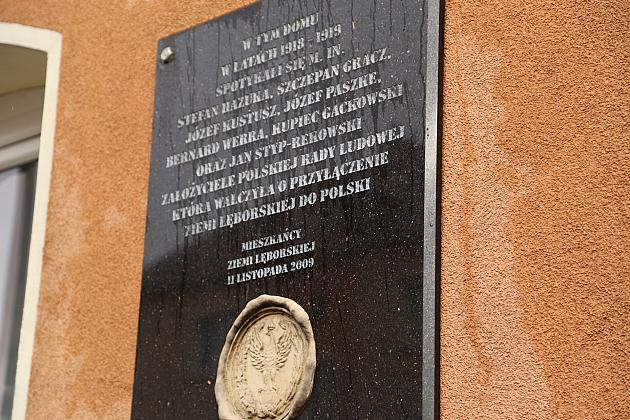 W TYM DOMU
W LATACH 1918 - 1919
SPOTYKALI SIĘ M. IN.
STEFAN HAZUKA, SZCZEPAN GRACZ,
JÓZEF KUSTUSZ, JÓZEF PASZKE,
BERNARD WERRA, KUPIEC GACKOWSKI
ORAZ JAN STYP-REKOWSKI
ZAŁOŻYCIELE POLSKIEJ RADY LUDOWEJ
KTÓRA WALCZYŁA O PRZYŁĄCZENIE
ZIEMI LĘBORSKIEJ DO POLSKI
MIESZKAŃCY
ZIEMI LĘBORSKIEJ
11 LISTOPADA 2009